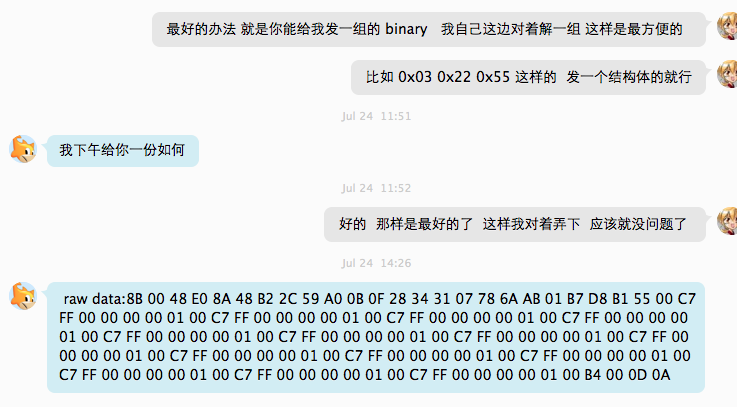 最好的办法 就是你能给我发一组的 binary 我自己这边对着解一组 这样是最方便的
比如 0x03 0x22 0x55 这样的 发一个结构体的就行
Jul 24 11:51
我下午给你一份如何
Jul 24 11:52
好的 那样是最好的了 这样我对着弄下 应该就没问题了
Jul 24 14:26
raw data:8B 00 48 E0 8A 48 B2 2C 59 A0 0B 0F 28 34 31 07 78 6A AB 01 B7 D8 B1 55 00 C7
FF 00 00 00 00 01 00 C7 FF 00 00 00 00 01 00 C7 FF 00 00 00 00 01 00 C7 FF 00 00 00 00
01 00 C7 FF 00 00 00 00 01 00 C7 FF 00 00 00 00 01 00 C7 FF 00 00 00 00 01 00 C7 FF 00
00 00 00 01 00 C7 FF 00 00 00 00 01 00 C7 FF 00 00 00 00 01 00 C7 FF 00 00 00 00 01 00
C7 FF 00 00 00 00 01 00 C7 FF 00 00 00 00 01 00 C7 FF 00 00 00 00 01 00 B4 00 0D 0A